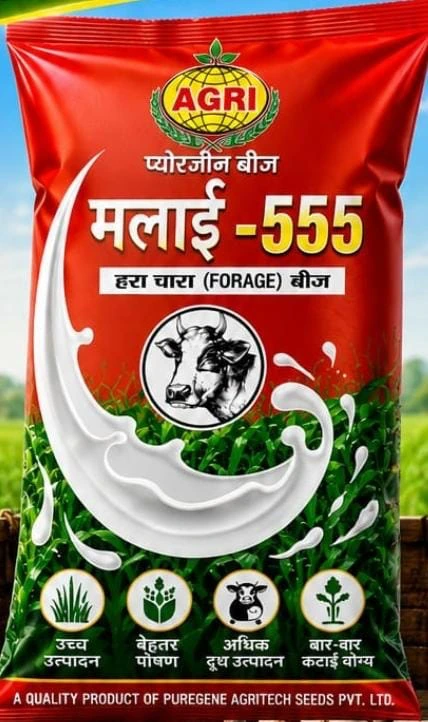 AGRI
प्योरजीन बीज
मलाई -555
हरा चारा (FORAGE) बीज
उच्च
उत्पादन
बेहतर
पोषण
अधिक
दूध उत्पादन
बार-वार
कटाई योग्य
A QUALITY PRODUCT OF PUREGENE AGRITECH SEEDS PVT. LTD.